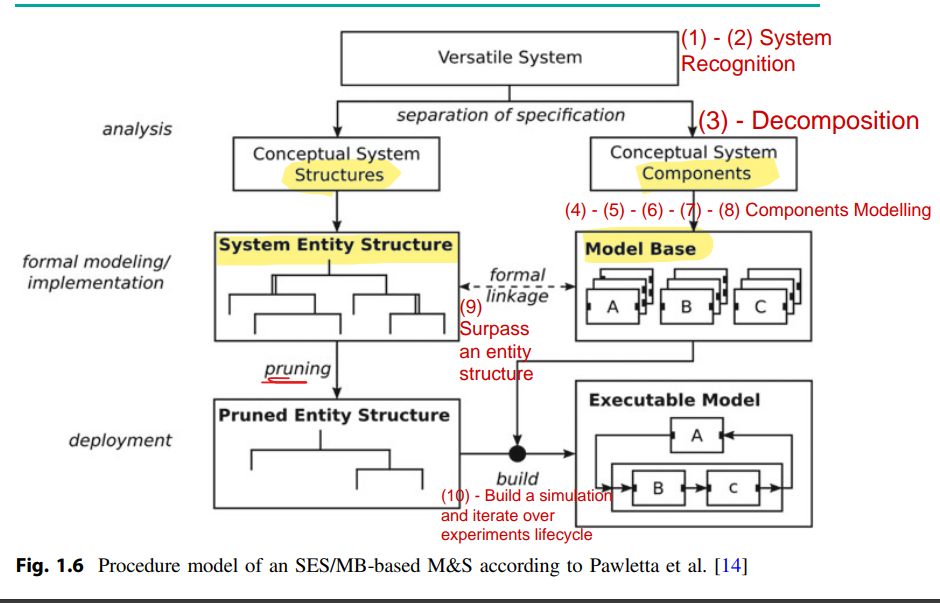 Versatile System
(1) - (2) System
Recognition
separation of specification
analysis
(3) - Decomposition
Conceptual System
Structures
Conceptual System
Components
(4) - (5) - (6) - (7) - (8) Components Modelling
formal modeling/
implementation
System Entity Structure
formal
linkage
Model Base
A
B
C
(9)
Surpass
an entity
structure
pruning
deployment
Pruned Entity Structure
build
Executable Model
A
B
c
(10) - Build a simulation
and iterate over
experiments lifecycle
Fig. 1.6 Procedure model of an SES/MB-based M&S according to Pawletta et al. [14]